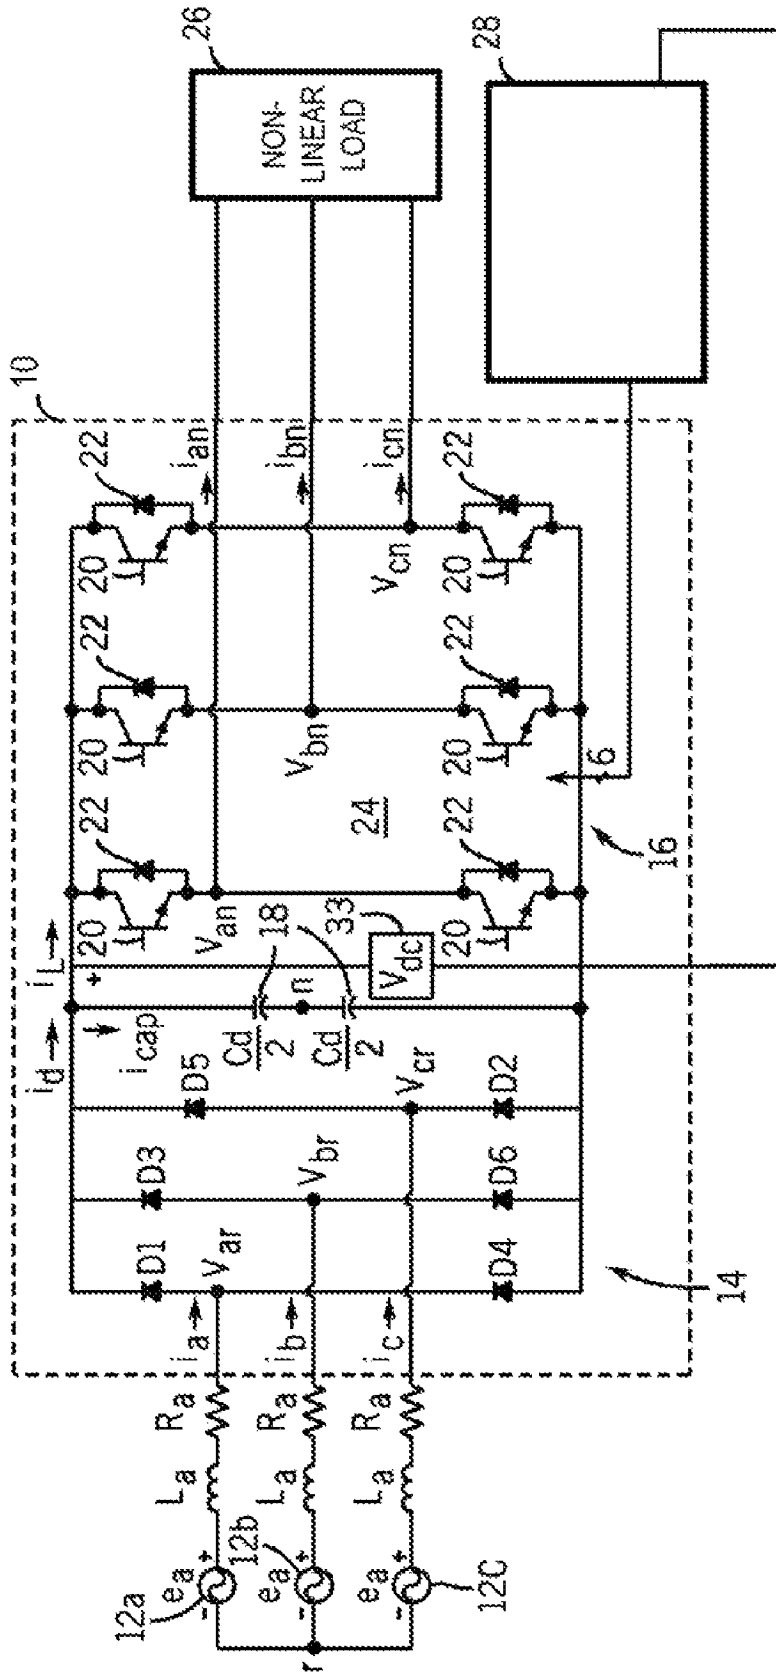 10
26
28
NON-
LINEAR
LOAD
i_d
i_L
+
20
22
20
22
20
22
i_an
i_bn
i_cn
i_cap
D1
D3
D5
Cd
2
18
n
Cd
2
33
V_dc
V_an
V_bn
V_cn
24
20
22
20
22
20
22
6
16
12a
e_a
-
+
L_a
R_a
i_a
V_ar
12b
e_a
-
+
L_a
R_a
i_b
V_br
12C
e_a
-
+
L_a
R_a
i_c
V_cr
r
D4
D6
D2
14